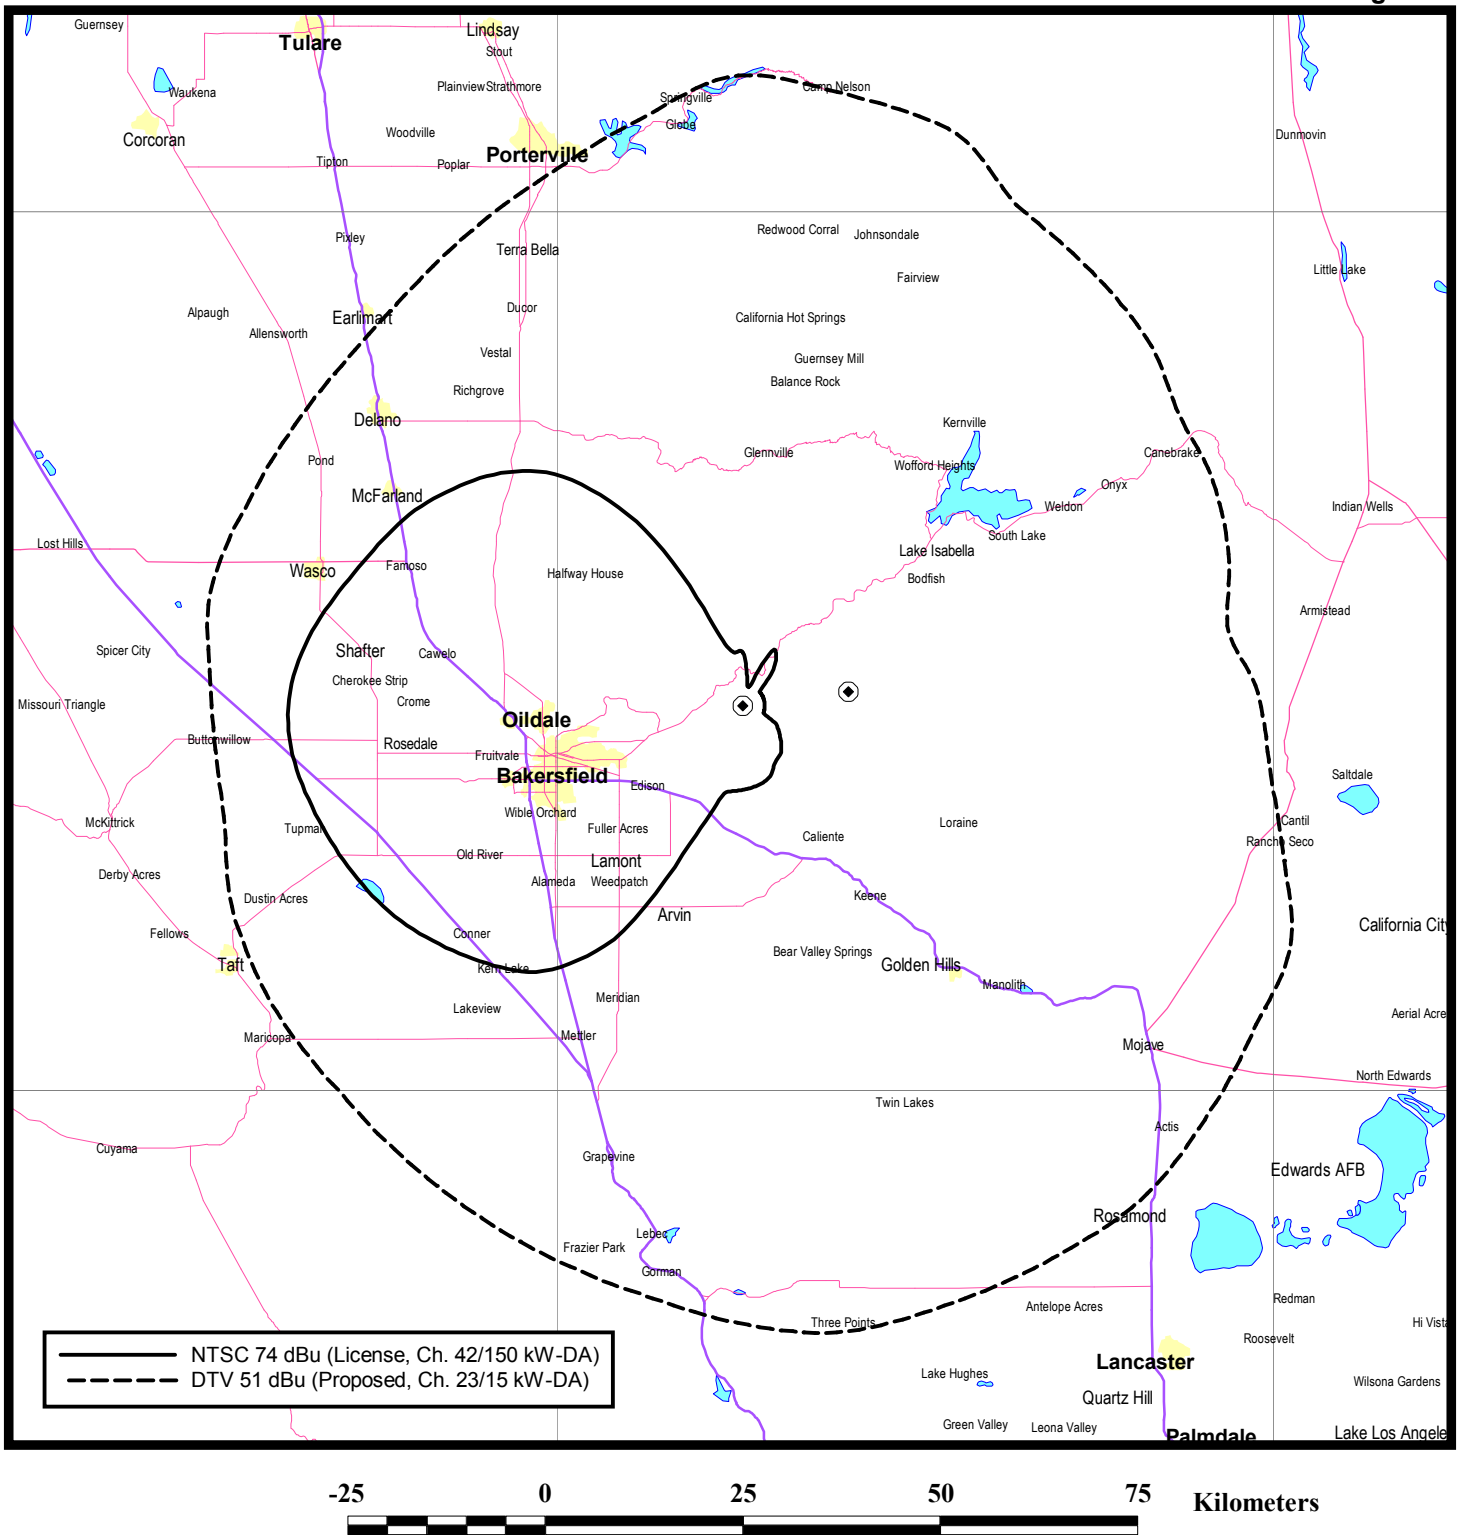 Guernsey
Tulare
Lindsay
Stout
Plainview
Strathmore
Waukena
Springville
Camp Nelson
Corcoran
Woodville
Globe
Dunmovin
Tipton
Poplar
Porterville
Pixley
Terra Bella
Redwood Corral
Johnsondale
Little Lake
Fairview
Alpaugh
Earlimart
Ducor
California Hot Springs
Allensworth
Vestal
Guernsey Mill
Richgrove
Balance Rock
Delano
Kernville
Pond
Glennville
Wofford Heights
Canebrake
McFarland
Onyx
Weldon
Indian Wells
Lost Hills
South Lake
Wasco
Famoso
Halfway House
Lake Isabella
Bodfish
Armistead
Spicer City
Shafter
Cawelo
Cherokee Strip
Missouri Triangle
Crome
Oildale
Buttonwillow
Rosedale
Fruitvale
Bakersfield
Edison
Saltdale
McKittrick
Tupman
Wible Orchard
Fuller Acres
Caliente
Loraine
Cantil
Rancho Seco
Old River
Lamont
Derby Acres
Alameda
Weedpatch
Dustin Acres
Arvin
Keene
California City
Fellows
Conner
Bear Valley Springs
Taft
Kern Lake
Golden Hills
Manolith
Lakeview
Meridian
Aerial Acre
Maricopa
Mettler
Mojave
North Edwards
Twin Lakes
Actis
Cuyama
Grapevine
Edwards AFB
Rosamond
Lebec
Frazier Park
Gorman
Antelope Acres
Redman
Three Points
Hi Vista
Roosevelt
NTSC 74 dBu (License, Ch. 42/150 kW-DA)
DTV 51 dBu (Proposed, Ch. 23/15 kW-DA)
Lancaster
Lake Hughes
Quartz Hill
Wilsona Gardens
Green Valley
Leona Valley
Palmdale
Lake Los Angele
-25 0 25 50 75 Kilometers